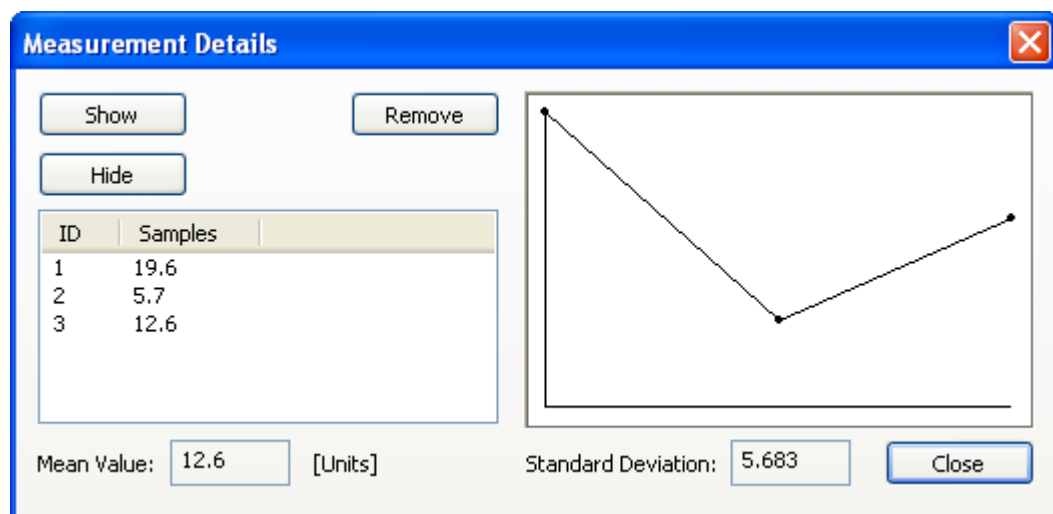 Measurement Details
Show
Remove
Hide
ID Samples
1 19.6
2 5.7
3 12.6
Mean Value: 12.6 [Units]
Standard Deviation: 5.683
Close